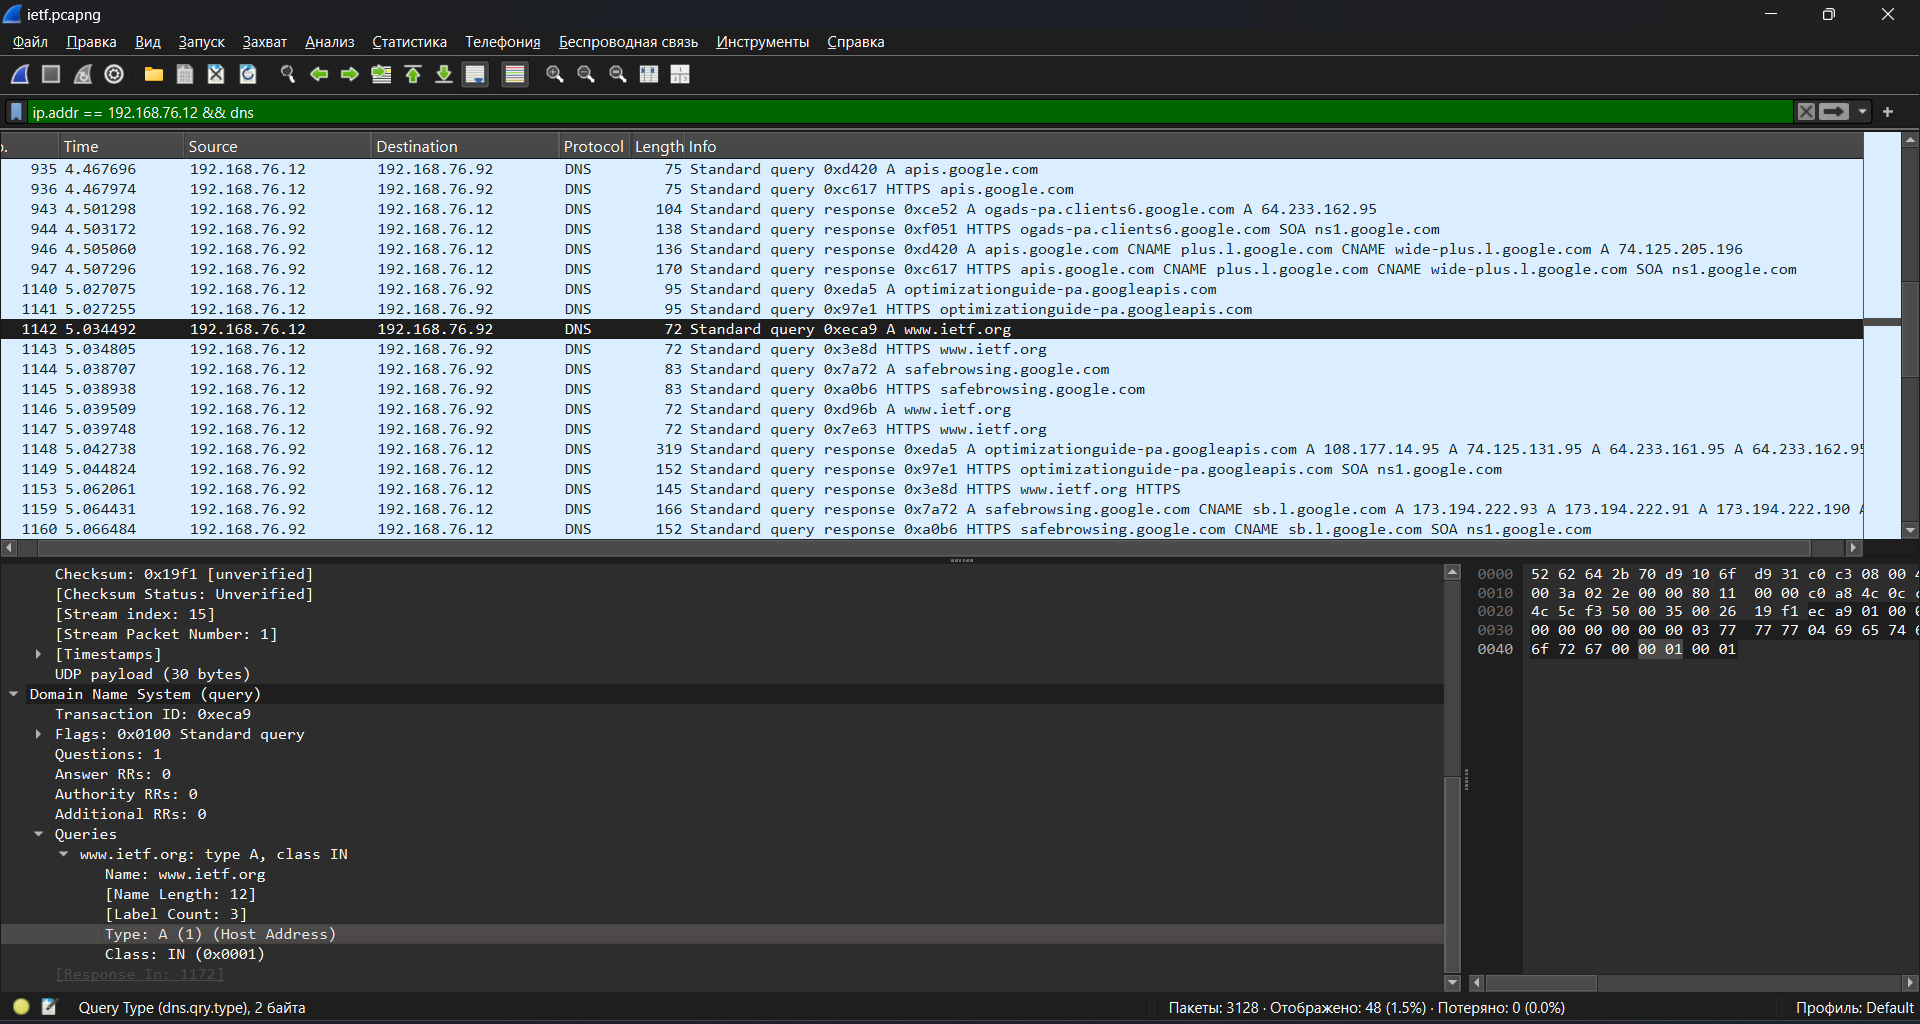 ietf.pcapng
Файл Правка Вид Запуск Захват Анализ Статистика Телефония Беспроводная связь Инструменты Справка
ip.addr == 192.168.76.12 && dns
Time Source Destination Protocol Length Info
935 4.467696 192.168.76.12 192.168.76.92 DNS 75 Standard query 0xd420 A apis.google.com
936 4.467974 192.168.76.12 192.168.76.92 DNS 75 Standard query 0xc617 HTTPS apis.google.com
943 4.501298 192.168.76.92 192.168.76.12 DNS 104 Standard query response 0xce52 A ogads-pa.clients6.google.com A 64.233.162.95
944 4.503172 192.168.76.92 192.168.76.12 DNS 138 Standard query response 0xf051 HTTPS ogads-pa.clients6.google.com SOA ns1.google.com
946 4.505060 192.168.76.92 192.168.76.12 DNS 136 Standard query response 0xd420 A apis.google.com CNAME plus.l.google.com CNAME wide-plus.l.google.com A 74.125.205.196
947 4.507296 192.168.76.92 192.168.76.12 DNS 170 Standard query response 0xc617 HTTPS apis.google.com CNAME plus.l.google.com CNAME wide-plus.l.google.com SOA ns1.google.com
1140 5.027075 192.168.76.12 192.168.76.92 DNS 95 Standard query 0xeda5 A optimizationguide-pa.googleapis.com
1141 5.027255 192.168.76.12 192.168.76.92 DNS 95 Standard query 0x97e1 HTTPS optimizationguide-pa.googleapis.com
1142 5.034492 192.168.76.12 192.168.76.92 DNS 72 Standard query 0xeca9 A www.ietf.org
1143 5.034805 192.168.76.12 192.168.76.92 DNS 72 Standard query 0x3e8d HTTPS www.ietf.org
1144 5.038707 192.168.76.12 192.168.76.92 DNS 83 Standard query 0x7a72 A safebrowsing.google.com
1145 5.038938 192.168.76.12 192.168.76.92 DNS 83 Standard query 0xa0b6 HTTPS safebrowsing.google.com
1146 5.039509 192.168.76.12 192.168.76.92 DNS 72 Standard query 0xd96b A www.ietf.org
1147 5.039748 192.168.76.12 192.168.76.92 DNS 72 Standard query 0x7e63 HTTPS www.ietf.org
1148 5.042738 192.168.76.92 192.168.76.12 DNS 319 Standard query response 0xeda5 A optimizationguide-pa.googleapis.com A 108.177.14.95 A 74.125.131.95 A 64.233.161.95 A 64.233.162.95
1149 5.044824 192.168.76.92 192.168.76.12 DNS 152 Standard query response 0x97e1 HTTPS optimizationguide-pa.googleapis.com SOA ns1.google.com
1153 5.062061 192.168.76.92 192.168.76.12 DNS 145 Standard query response 0x3e8d HTTPS www.ietf.org HTTPS
1159 5.064431 192.168.76.92 192.168.76.12 DNS 166 Standard query response 0x7a72 A safebrowsing.google.com CNAME sb.l.google.com A 173.194.222.93 A 173.194.222.91 A 173.194.222.190 A
1160 5.066484 192.168.76.92 192.168.76.12 DNS 152 Standard query response 0xa0b6 HTTPS safebrowsing.google.com CNAME sb.l.google.com SOA ns1.google.com
Checksum: 0x19f1 [unverified]
[Checksum Status: Unverified]
[Stream index: 15]
[Stream Packet Number: 1]
[Timestamps]
UDP payload (30 bytes)
Domain Name System (query)
Transaction ID: 0xeca9
Flags: 0x0100 Standard query
Questions: 1
Answer RRs: 0
Authority RRs: 0
Additional RRs: 0
Queries
www.ietf.org: type A, class IN
Name: www.ietf.org
[Name Length: 12]
[Label Count: 3]
Type: A (1) (Host Address)
Class: IN (0x0001)
[Response In: 1172]
0000 52 62 64 2b 70 d9 10 6f d9 31 c0 c3 08 00
0010 00 3a 02 2e 00 00 80 11 00 00 c0 a8 4c 0c
0020 4c 5c f3 50 00 35 00 26 19 f1 ec a9 01 00
0030 00 00 00 00 00 00 03 77 77 77 04 69 65 74
0040 6f 72 67 00 00 01 00 01
Query Type (dns.qry.type), 2 байта
Пакеты: 3128 · Отображено: 48 (1.5%) · Потеряно: 0 (0.0%)
Профиль: Default